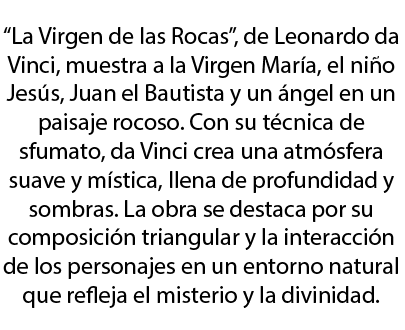 “La Virgen de las Rocas”, de Leonardo da
Vinci, muestra a la Virgen María, el niño
Jesús, Juan el Bautista y un ángel en un
paisaje rocoso. Con su técnica de
sfumato, da Vinci crea una atmósfera
suave y mística, llena de profundidad y
sombras. La obra se destaca por su
composición triangular y la interacción
de los personajes en un entorno natural
que refleja el misterio y la divinidad.